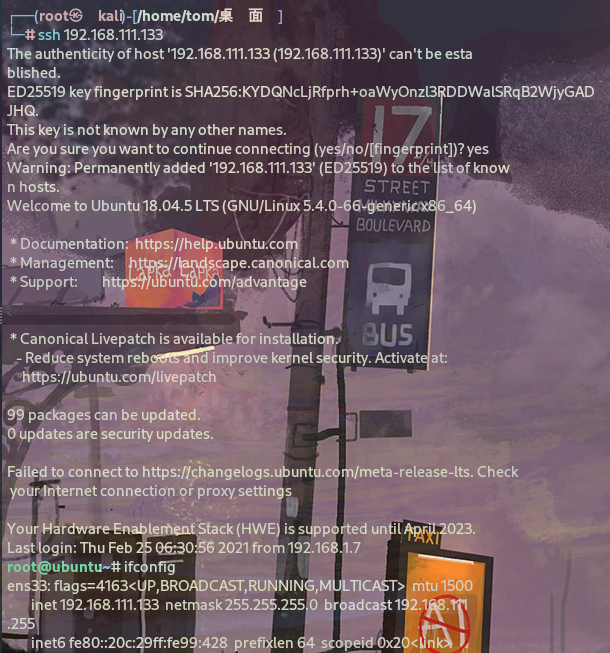 ┌──(root㉿ kali)-[/home/tom/桌 面 ]
└─# ssh 192.168.111.133
The authenticity of host '192.168.111.133 (192.168.111.133)' can't be esta
blished.
ED25519 key fingerprint is SHA256:KYDQNcLjRfprh+oaWyOnzl3RDDWalSRqB2WjyGAD
JHQ.
This key is not known by any other names.
Are you sure you want to continue connecting (yes/no/[fingerprint])? yes
Warning: Permanently added '192.168.111.133' (ED25519) to the list of know
n hosts.
Welcome to Ubuntu 18.04.5 LTS (GNU/Linux 5.4.0-66-generic x86_64)
* Documentation: https://help.ubuntu.com
* Management: https://landscape.canonical.com
* Support: https://ubuntu.com/advantage
* Canonical Livepatch is available for installation.
- Reduce system reboots and improve kernel security. Activate at:
https://ubuntu.com/livepatch
99 packages can be updated.
0 updates are security updates.
Failed to connect to https://changelogs.ubuntu.com/meta-release-lts. Check
your Internet connection or proxy settings
Your Hardware Enablement Stack (HWE) is supported until April 2023.
Last login: Thu Feb 25 06:30:56 2021 from 192.168.1.7
root@ubuntu:~# ifconfig
ens33: flags=4163<UP,BROADCAST,RUNNING,MULTICAST> mtu 1500
inet 192.168.111.133 netmask 255.255.255.0 broadcast 192.168.111
.255
inet6 fe80::20c:29ff:fe99:428 prefixlen 64 scopeid 0x20<link>
17
STREET
BOULEVARD
BUS
TAXI